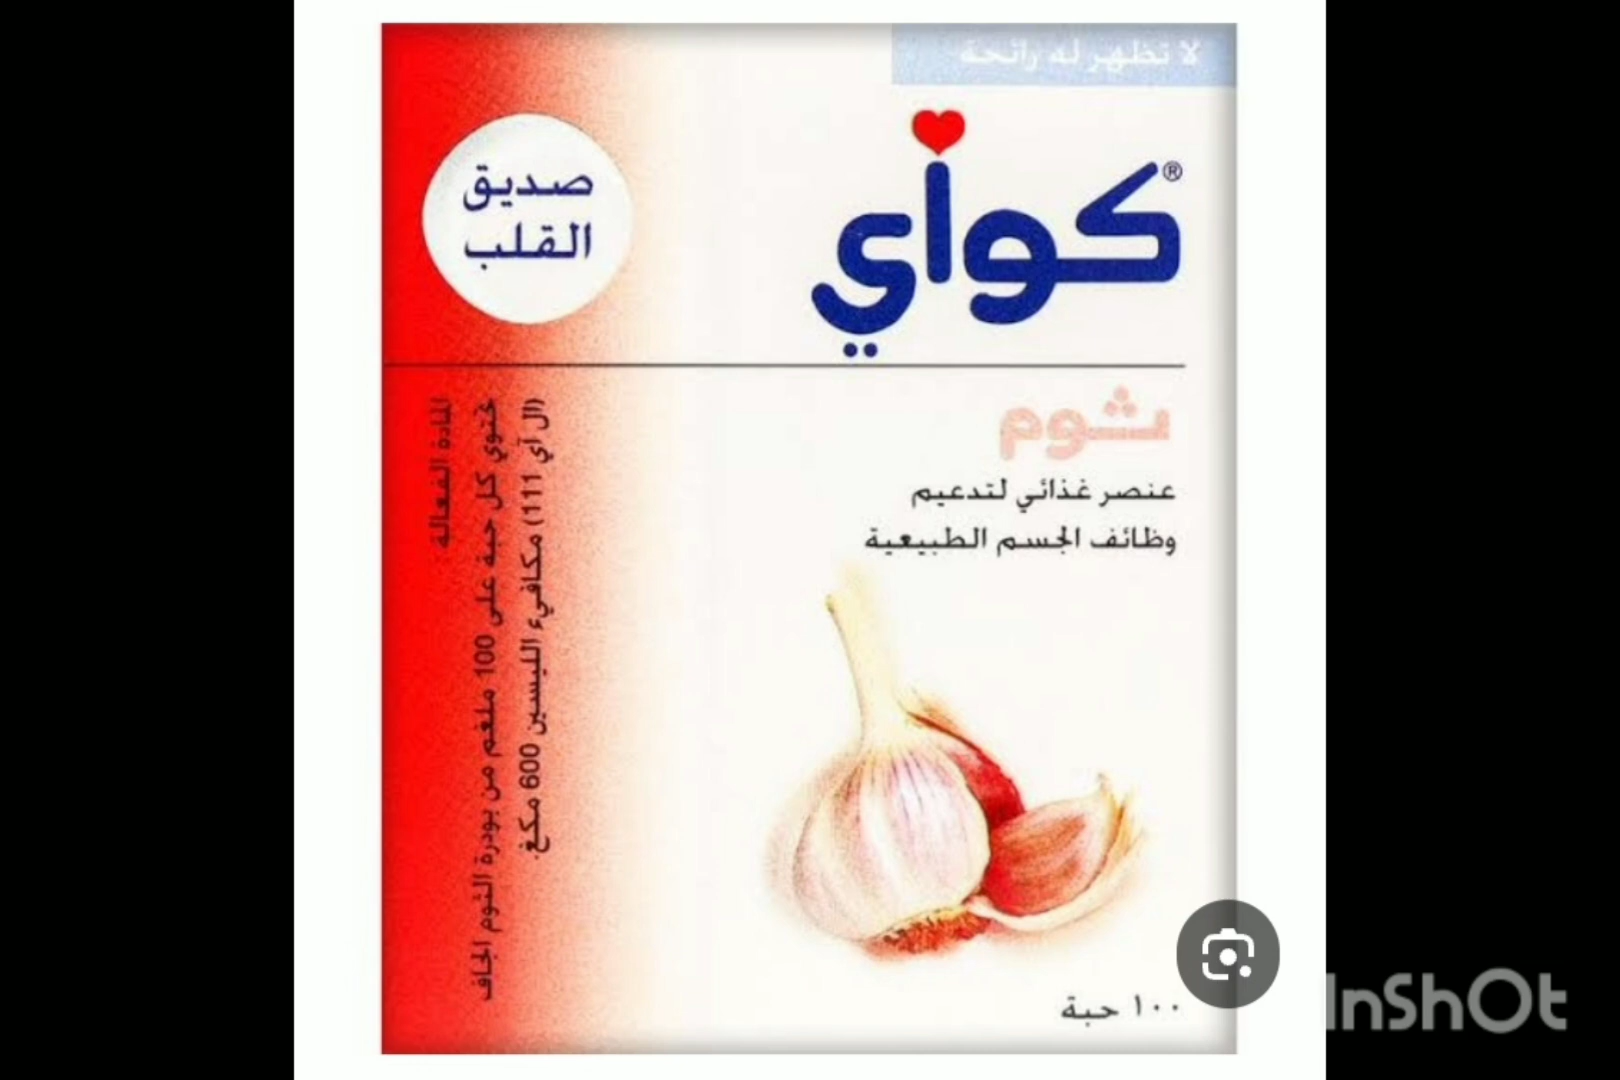 لا تظهر له رائحة
كواي®
صديق
القلب
ثوم
عنصر غذائي لتدعيم
وظائف الجسم الطبيعية
المادة الفعالة:
تحتوي كل حبة على 100 ملغم من بودرة الثوم الجاف
(ال آي 111) مكافيء الليسين 600 مكغ.
١٠٠ حبة
InShOt